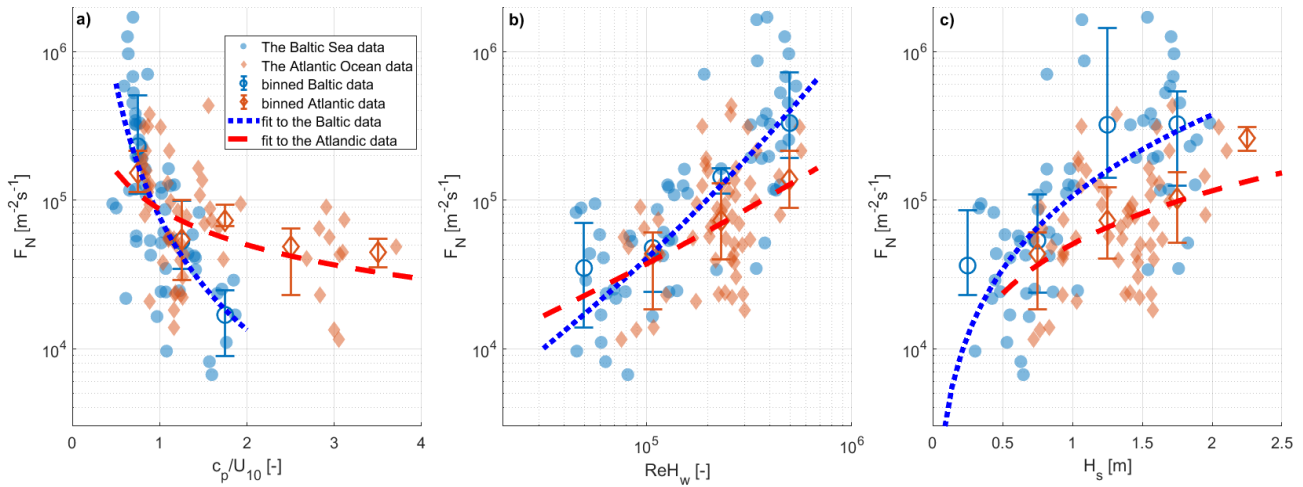 a)
10^6
10^5
10^4
F_N [m^-2 s^-1]
0 1 2 3 4
c_p/U_10 [-]
The Baltic Sea data
The Atlantic Ocean data
binned Baltic data
binned Atlantic data
fit to the Baltic data
fit to the Atlandic data
b)
10^6
10^5
10^4
F_N [m^-2 s^-1]
10^5 10^6
ReH_w [-]
c)
10^6
10^5
10^4
F_N [m^-2 s^-1]
0 0.5 1 1.5 2 2.5
H_s [m]